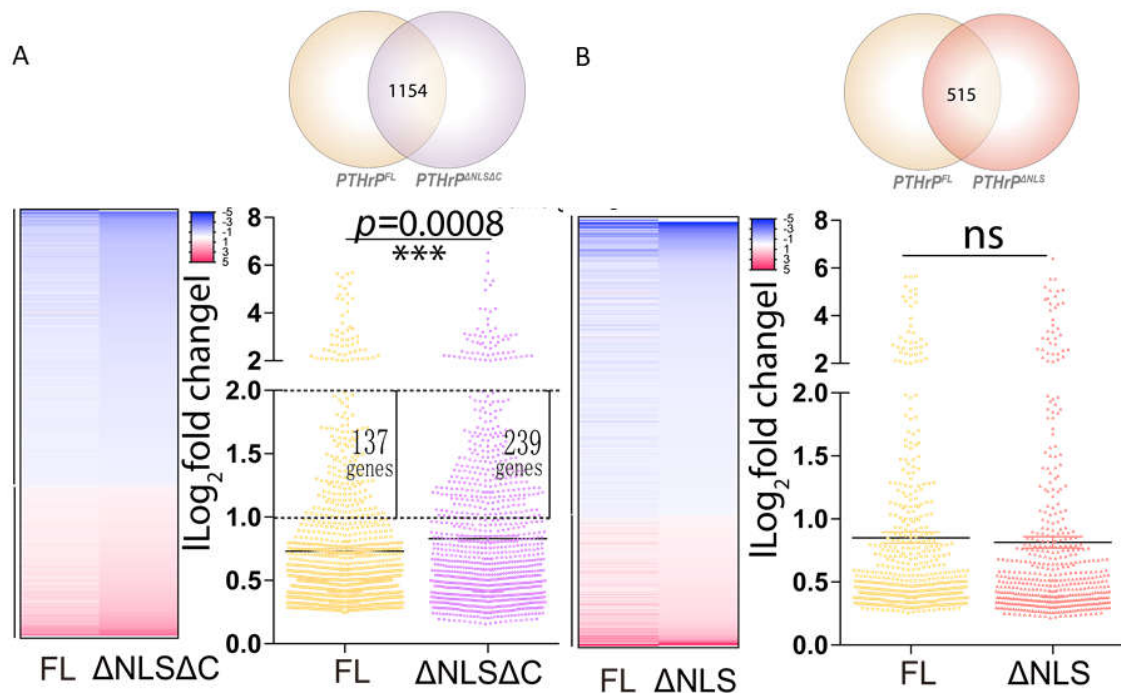 A
1154
PTHrP^FL PTHrP^ΔNLSΔC
-5
-3
-1
1
3
5
8
6
4
2
2.0
1.5
1.0
0.5
0.0
lLog₂fold changel
p=0.0008
***
137
genes
239
genes
FL ΔNLSΔC
FL ΔNLSΔC
B
515
PTHrP^FL PTHrP^ΔNLS
-5
-3
-1
1
3
5
8
6
4
2
2.0
1.5
1.0
0.5
0.0
lLog₂fold changel
ns
FL ΔNLS
FL ΔNLS